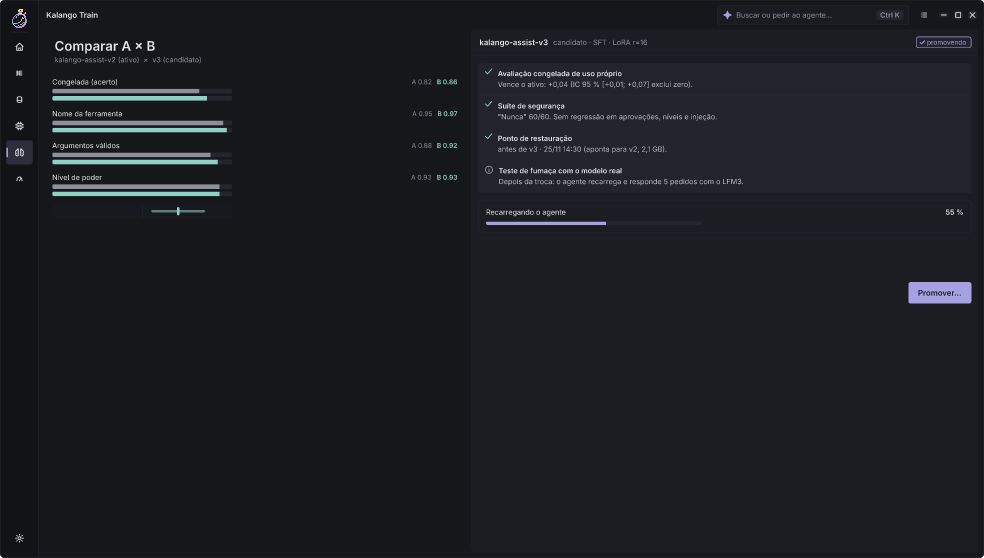 Kalango Train
Buscar ou pedir ao agente...
Ctrl K
Comparar A × B
kalango-assist-v2 (ativo) × v3 (candidato)
Congelada (acerto)
A 0.82 B 0.86
Nome da ferramenta
A 0.95 B 0.97
Argumentos válidos
A 0.88 B 0.92
Nível de poder
A 0.93 B 0.93
kalango-assist-v3 candidato · SFT · LoRA r=16
promovendo
Avaliação congelada de uso próprio
Vence o ativo: +0,04 (IC 95 % [+0,01; +0,07] exclui zero).
Suíte de segurança
"Nunca" 60/60. Sem regressão em aprovações, níveis e injeção.
Ponto de restauração
antes de v3 · 25/11 14:30 (aponta para v2, 2,1 GB).
Teste de fumaça com o modelo real
Depois da troca: o agente recarrega e responde 5 pedidos com o LFM3.
Recarregando o agente
55 %
Promover...